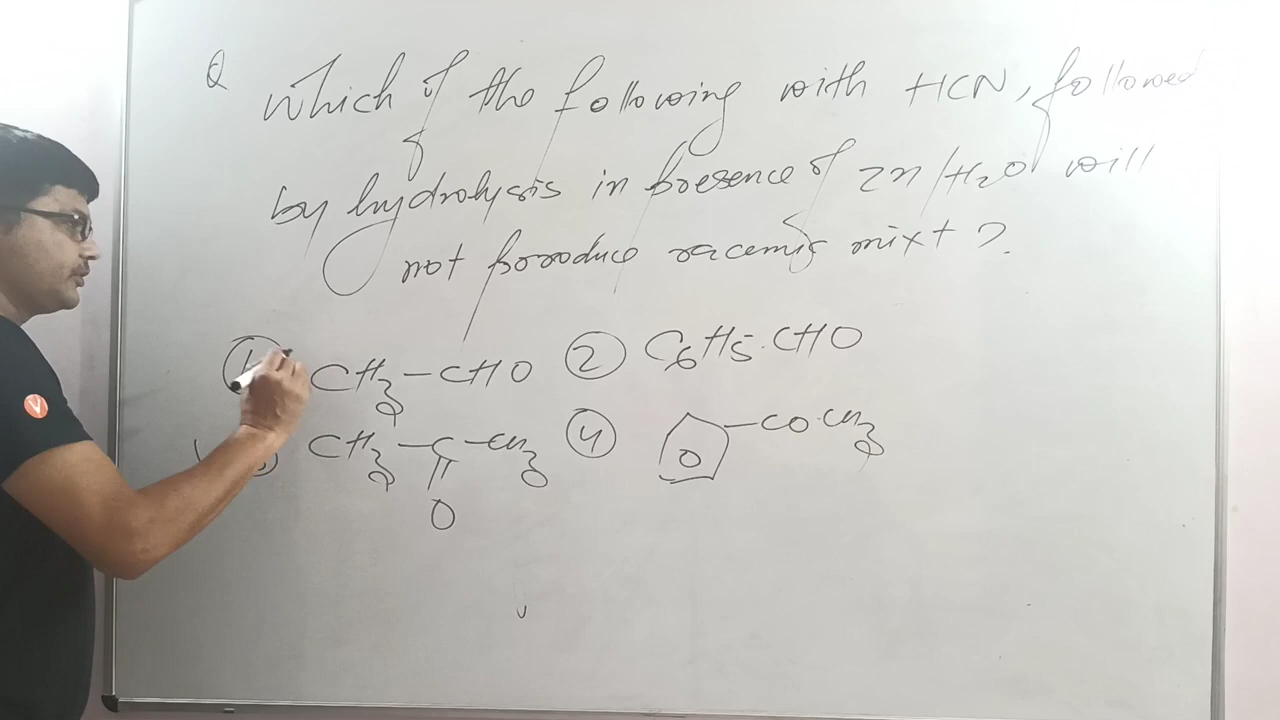 Q Which of the following with HCN, followed
by hydrolysis in presence of Zn/H2O will
not produce racemic mixt ?
① CH3-CHO ② C6H5.CHO
CH3-C-CH3 ④ -CO.CH3
O
V